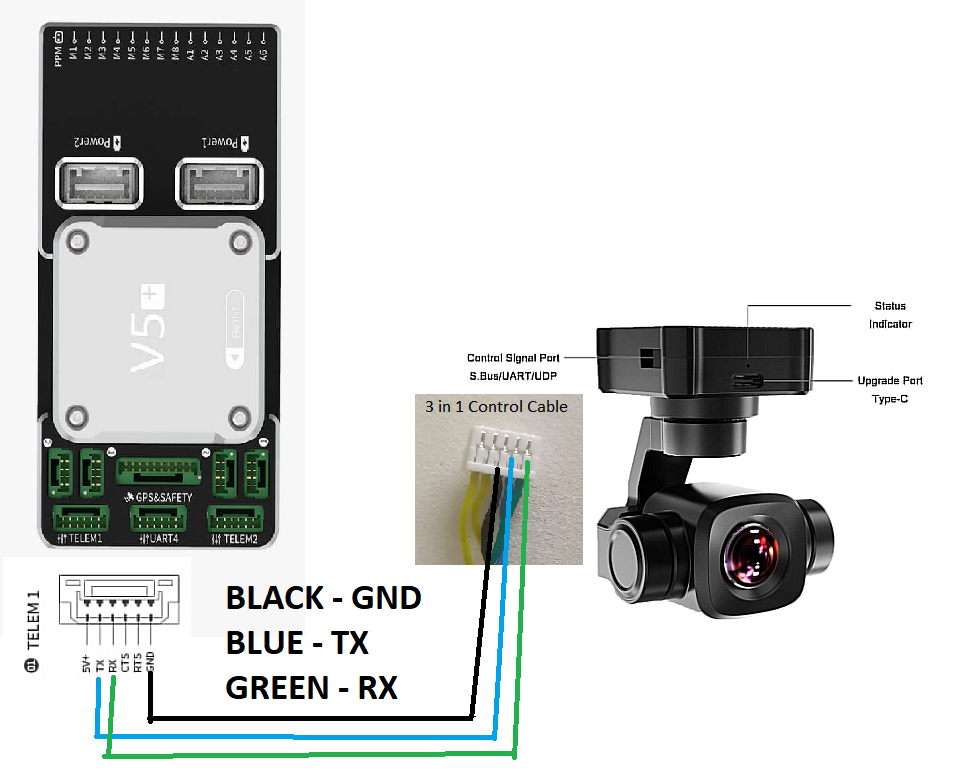 PPM M1 M2 M3 M4 M5 M6 M7 M8 A1 A2 A3 A4 A5 A6
Power2 Power1
V5+
FRONT
GPS&SAFETY
TELEM1 UART4 TELEM2
Status
Indicator
Control Signal Port
S.Bus/UART/UDP
Upgrade Port
Type-C
3 in 1 Control Cable
01 TELEM 1
5V+ TX RX CTS RTS GND
BLACK - GND
BLUE - TX
GREEN - RX